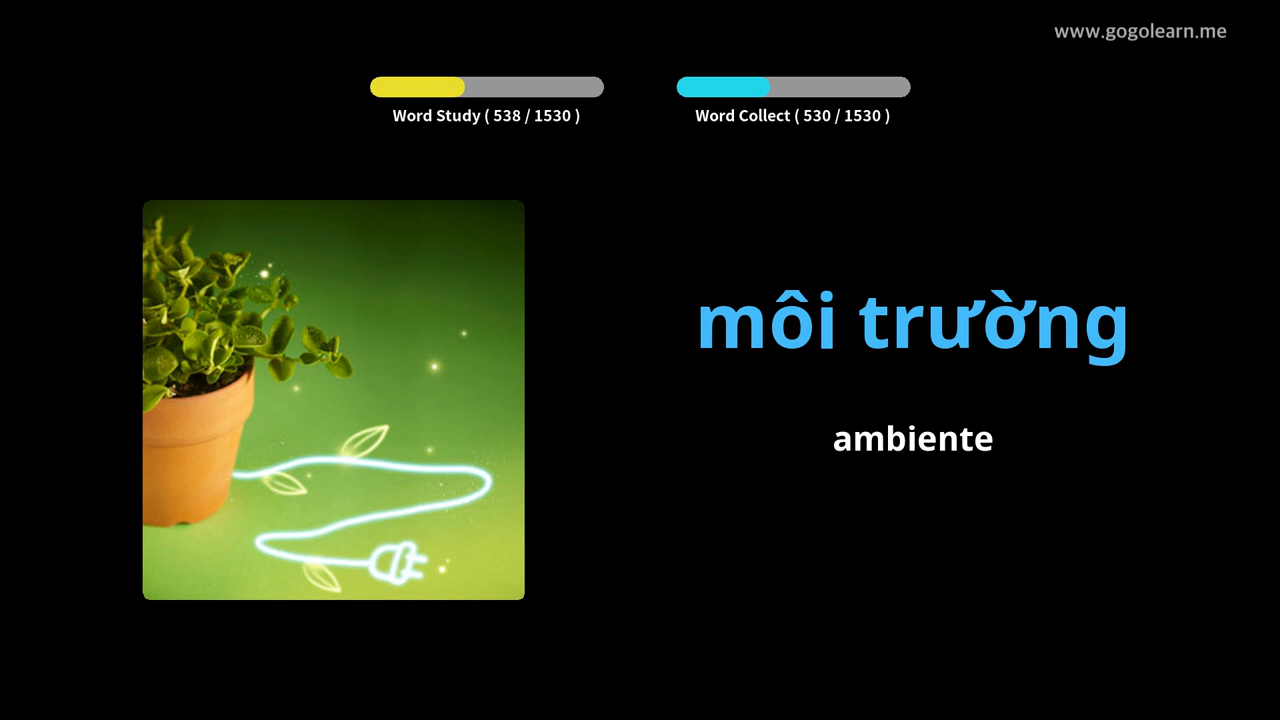 www.gogolearn.me
Word Study ( 538 / 1530 )
Word Collect ( 530 / 1530 )
môi trường
ambiente